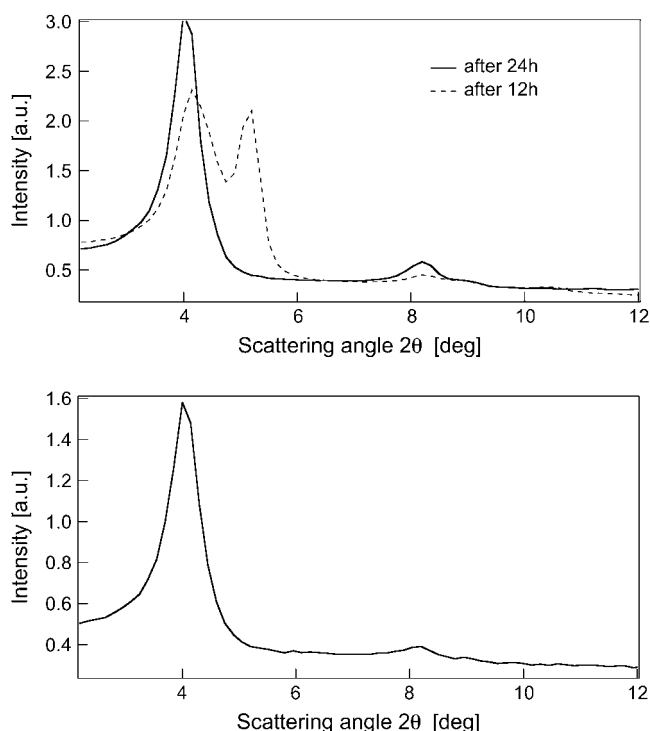 3.0
2.5
2.0
1.5
1.0
0.5
Intensity [a.u.]
after 24h
after 12h
4 6 8 10 12
Scattering angle 2θ [deg]
1.6
1.4
1.2
1.0
0.8
0.6
0.4
Intensity [a.u.]
4 6 8 10 12
Scattering angle 2θ [deg]